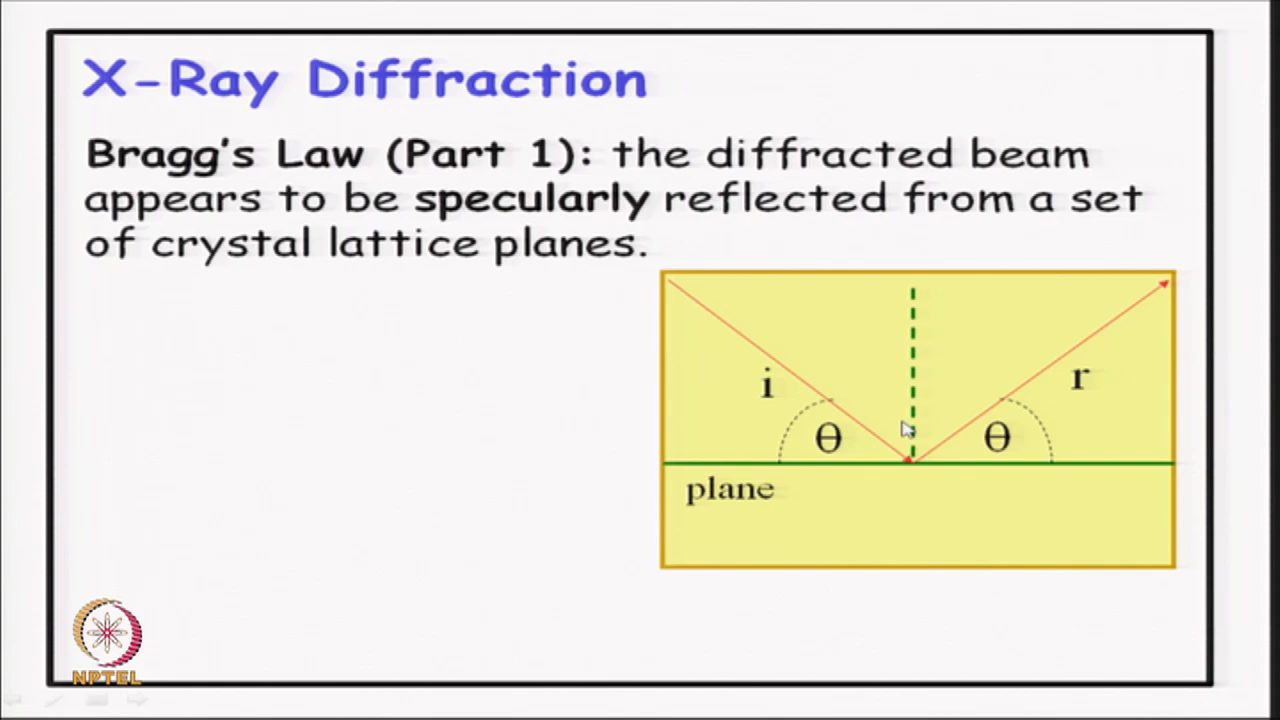 X-Ray Diffraction
Bragg's Law (Part 1): the diffracted beam
appears to be specularly reflected from a set
of crystal lattice planes.
i
r
θ
θ
plane
NPTEL